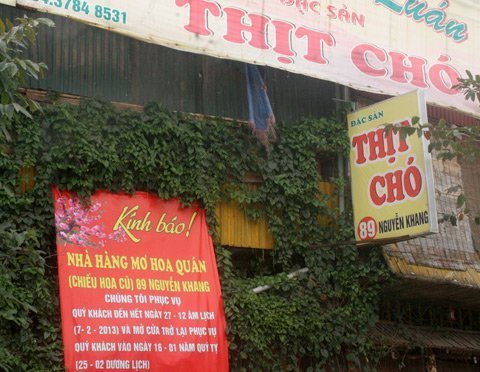 Quán
04.3784 8531
ĐẶC SẢN
THỊT CHÓ
ĐẶC SẢN
THỊT
CHÓ
89 NGUYỄN KHANG
Kính báo!
NHÀ HÀNG MƠ HOA QUÁN
(CHIẾU HOA CŨ) 89 NGUYỄN KHANG
CHÚNG TÔI PHỤC VỤ
QUÝ KHÁCH ĐẾN HẾT NGÀY 27 - 12 ÂM LỊCH
(7- 2 -2013) VÀ MỞ CỬA TRỞ LẠI PHỤC VỤ
QUÝ KHÁCH VÀO NGÀY 16 - 01 NĂM QUÝ TỴ
(25 - 02 DƯƠNG LỊCH)